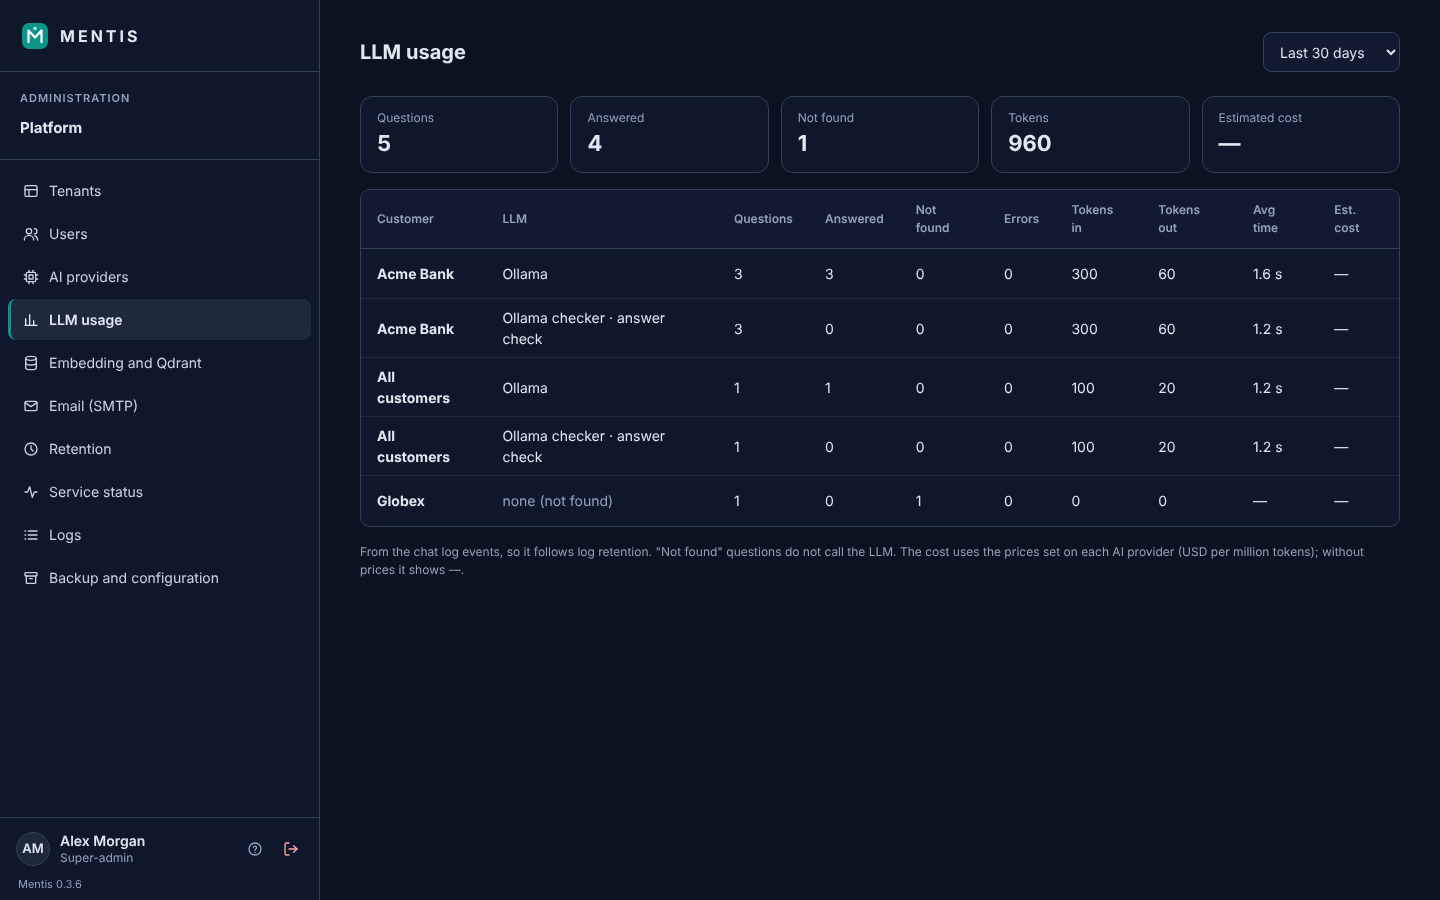 MENTIS
ADMINISTRATION
Platform
Tenants
Users
AI providers
LLM usage
Embedding and Qdrant
Email (SMTP)
Retention
Service status
Logs
Backup and configuration
AM
Alex Morgan
Super-admin
Mentis 0.3.6
LLM usage
Last 30 days
Questions
5
Answered
4
Not found
1
Tokens
960
Estimated cost
—
Customer LLM Questions Answered Not found Errors Tokens in Tokens out Avg time Est. cost
Acme Bank Ollama 3 3 0 0 300 60 1.6 s —
Acme Bank Ollama checker · answer check 3 0 0 0 300 60 1.2 s —
All customers Ollama 1 1 0 0 100 20 1.2 s —
All customers Ollama checker · answer check 1 0 0 0 100 20 1.2 s —
Globex none (not found) 1 0 1 0 0 0 — —
From the chat log events, so it follows log retention. "Not found" questions do not call the LLM. The cost uses the prices set on each AI provider (USD per million tokens); without
prices it shows —.